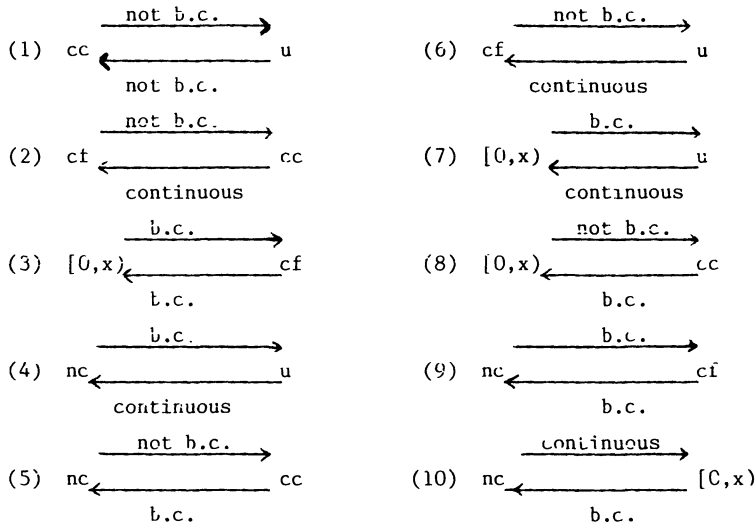 not b.c.
(1) cc u
not b.c.
not b.c.
(2) cf cc
continuous
b.c.
(3) [0,x) cf
b.c.
b.c.
(4) nc u
continuous
not b.c.
(5) nc cc
b.c.
not b.c.
(6) cf u
continuous
b.c.
(7) [0,x) u
continuous
not b.c.
(8) [0,x) cc
b.c.
b.c.
(9) nc cf
b.c.
continuous
(10) nc [0,x)
b.c.